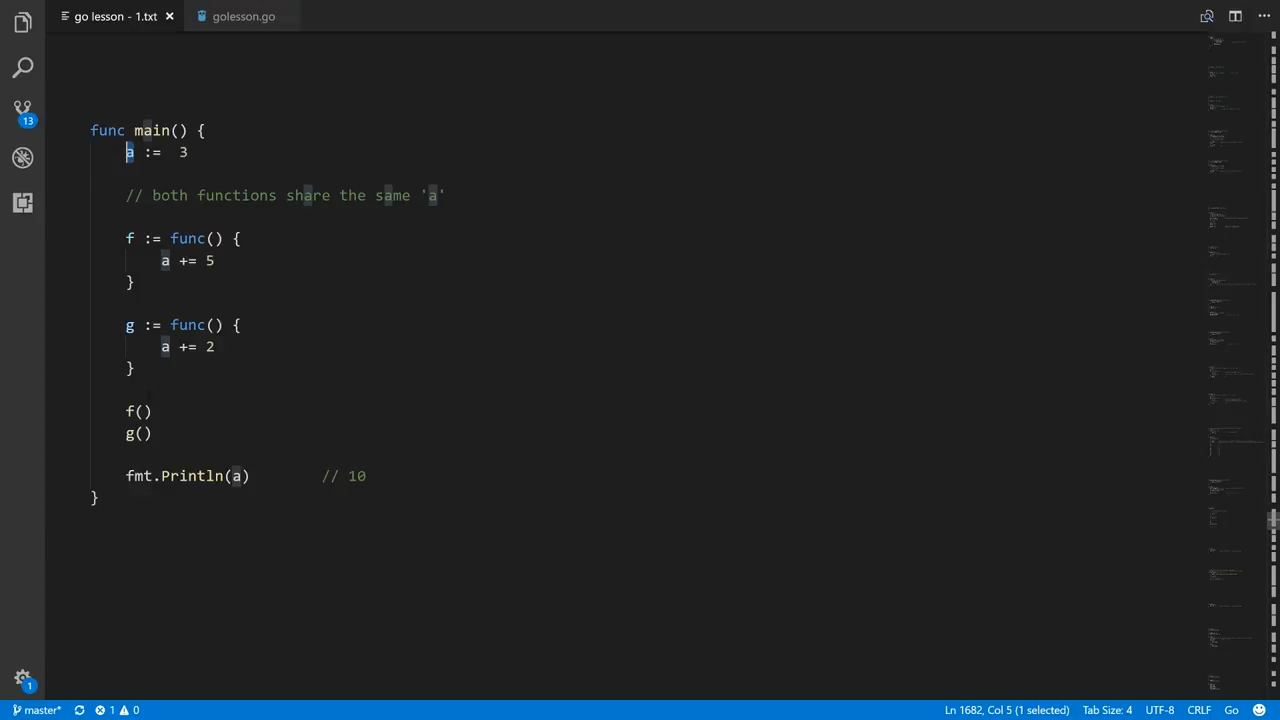 go lesson - 1.txt
golesson.go
13
func main() {
a :=  3
// both functions share the same 'a'
f := func() {
a += 5
}
g := func() {
a += 2
}
f()
g()
fmt.Println(a)        // 10
}
1
master*
1
0
Ln 1682, Col 5 (1 selected)
Tab Size: 4
UTF-8
CRLF
Go